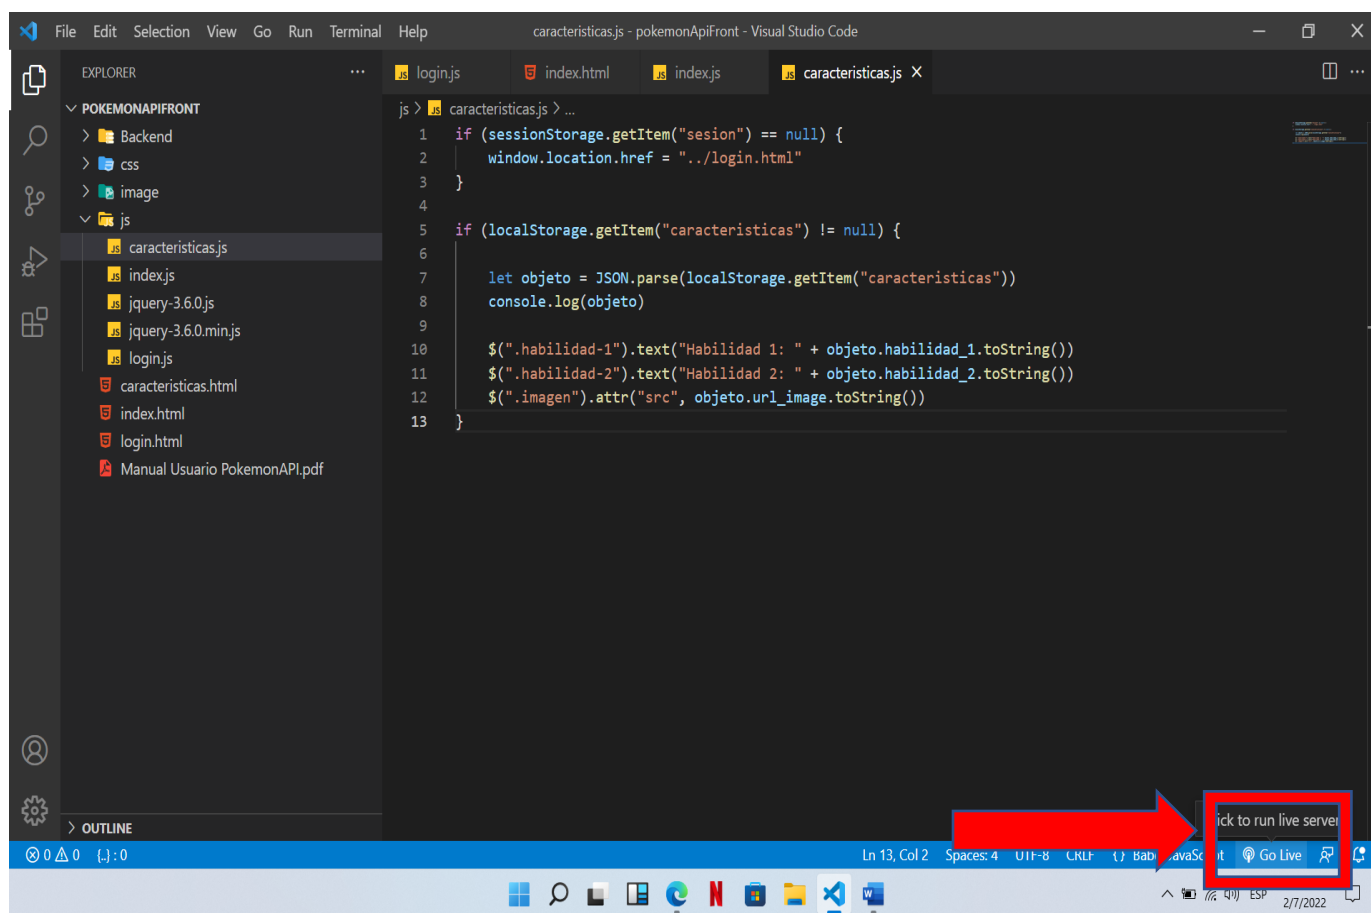 File Edit Selection View Go Run Terminal Help caracteristicas.js - pokemonApiFront - Visual Studio Code
EXPLORER
login.js index.html index.js caracteristicas.js
POKEMONAPIFRONT
Backend
css
image
js
caracteristicas.js
index.js
jquery-3.6.0.js
jquery-3.6.0.min.js
login.js
caracteristicas.html
index.html
login.html
Manual Usuario PokemonAPI.pdf
OUTLINE
js > caracteristicas.js > ...
1 if (sessionStorage.getItem("sesion") == null) {
2 window.location.href = "../login.html"
3 }
4
5 if (localStorage.getItem("caracteristicas") != null) {
6
7 let objeto = JSON.parse(localStorage.getItem("caracteristicas"))
8 console.log(objeto)
9
10 $(".habilidad-1").text("Habilidad 1: " + objeto.habilidad_1.toString())
11 $(".habilidad-2").text("Habilidad 2: " + objeto.habilidad_2.toString())
12 $(".imagen").attr("src", objeto.url_image.toString())
13 }
ick to run live server
0 0 {..} : 0 Ln 13, Col 2 Spaces: 4 UTF-8 CRLF {} Go Live
ESP
2/7/2022